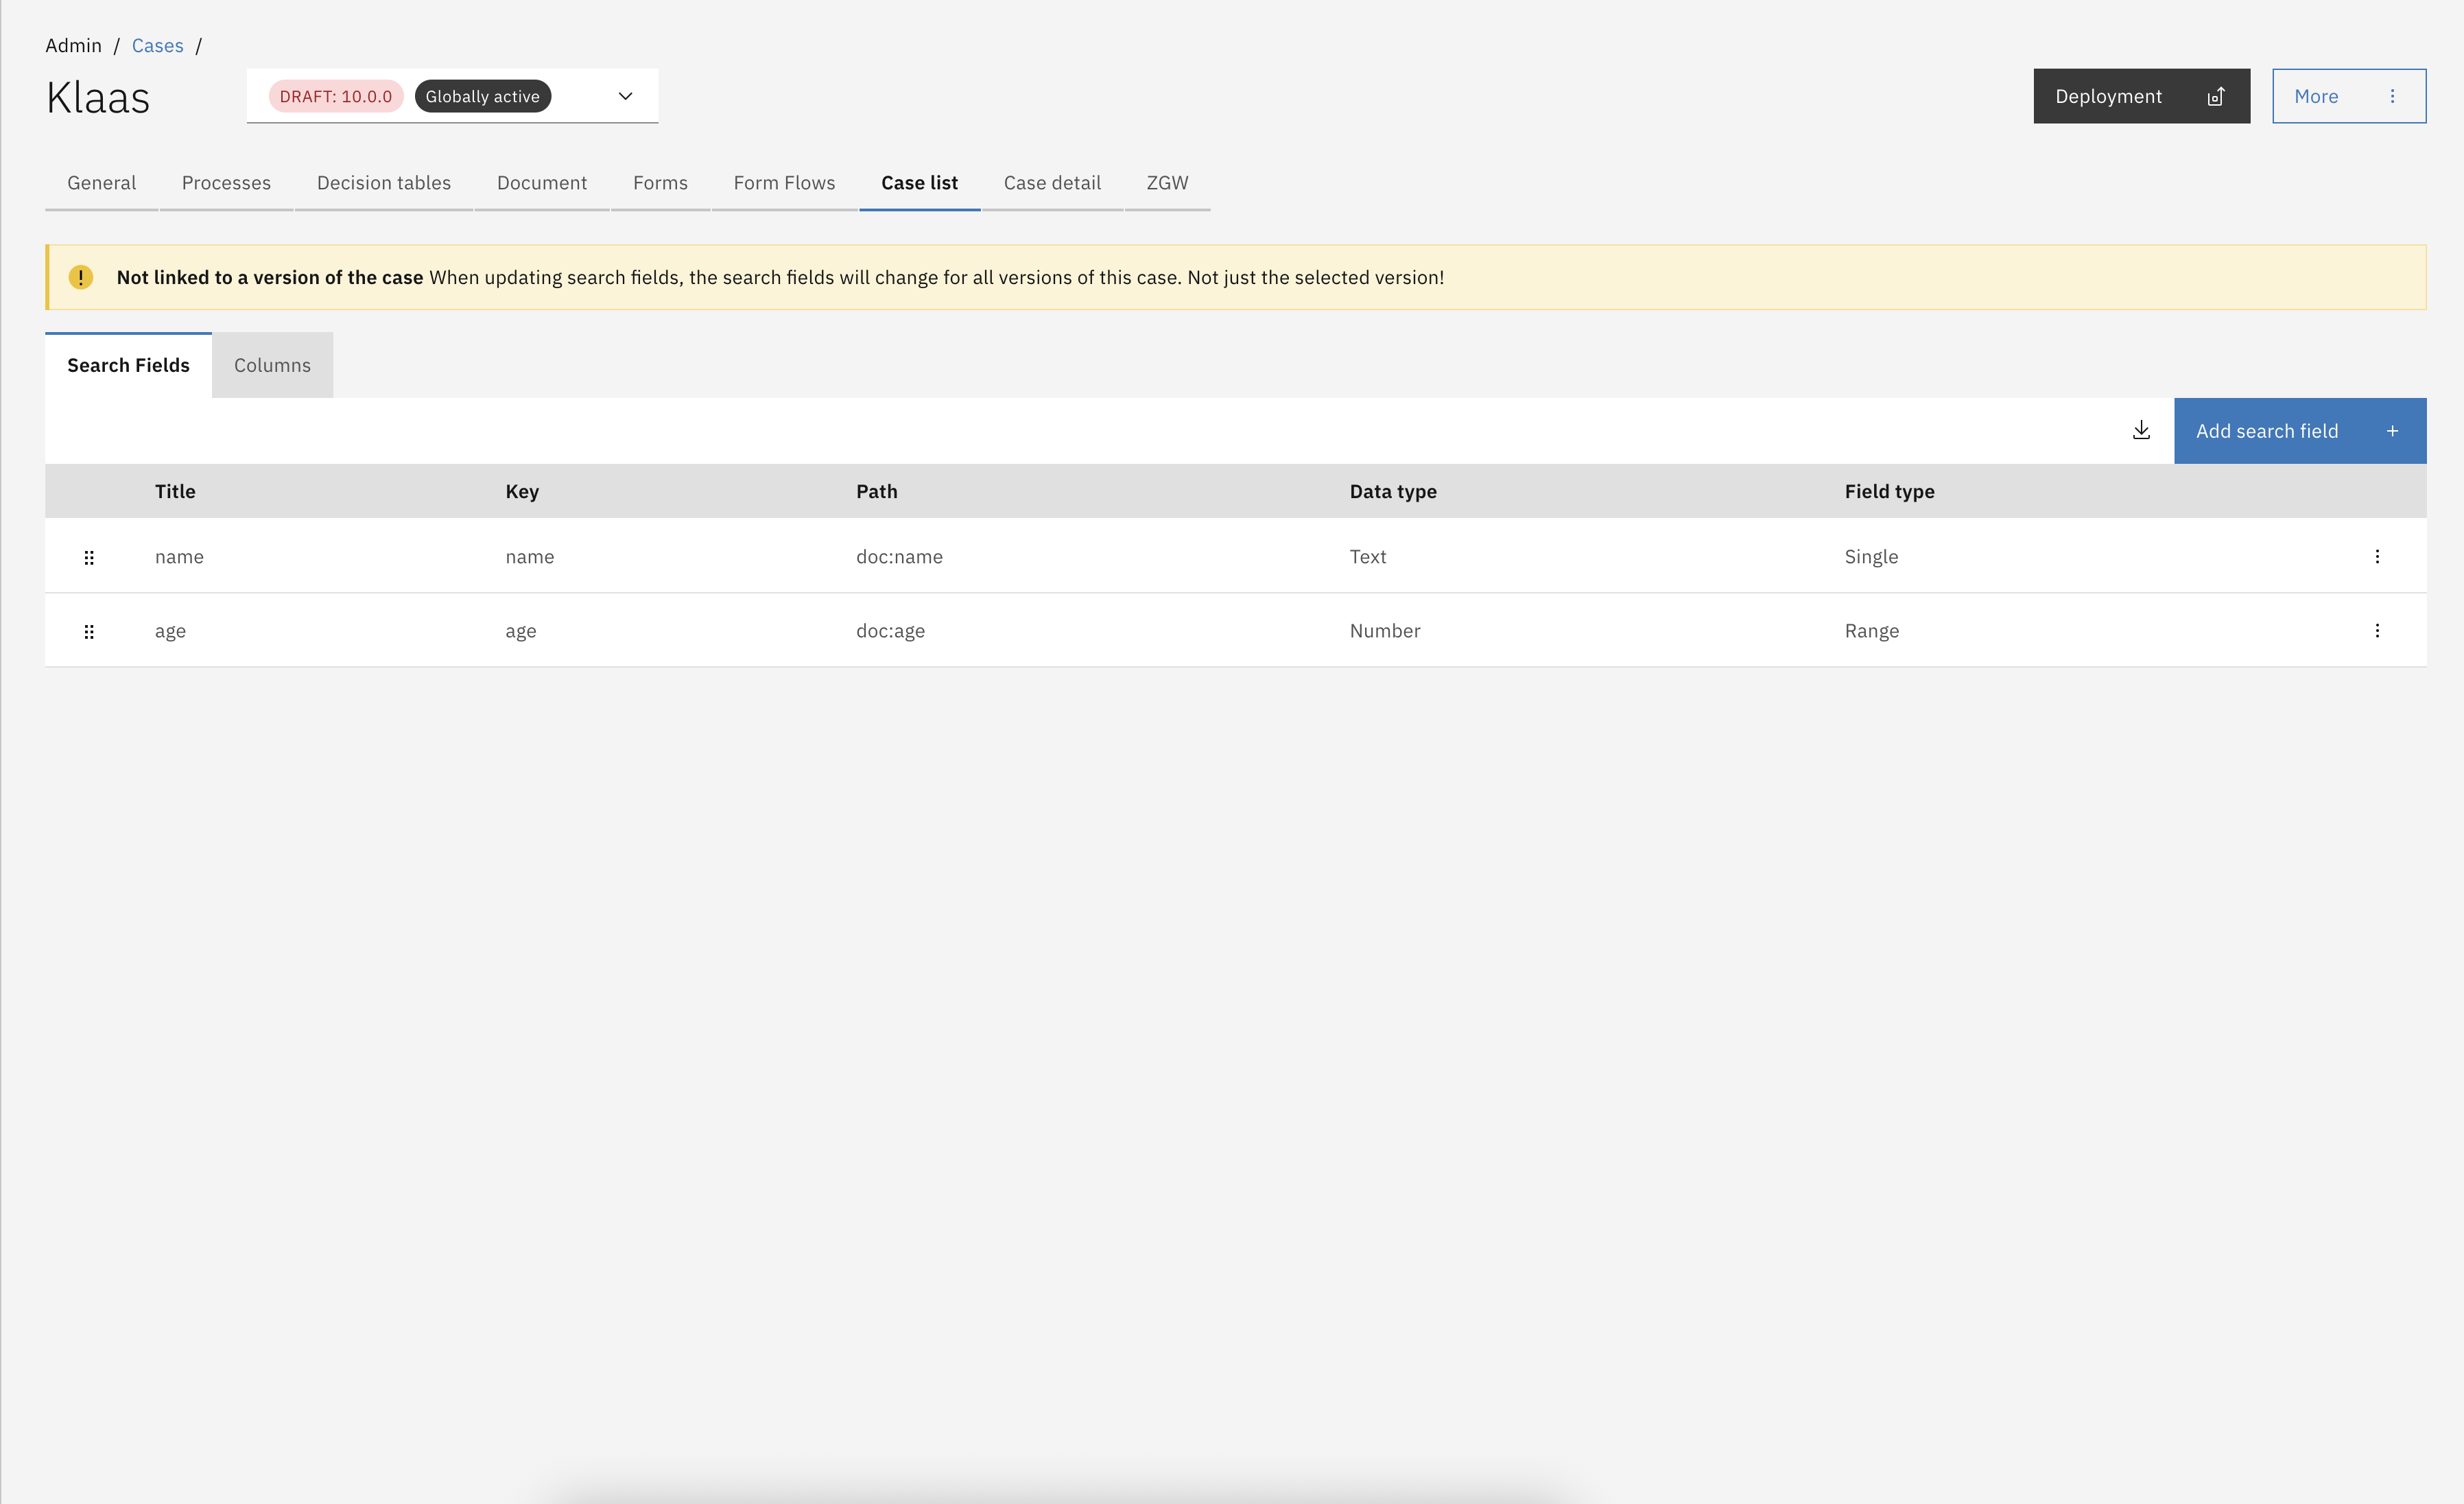 Admin / Cases /
Klaas
DRAFT: 10.0.0 Globally active
Deployment
More
General Processes Decision tables Document Forms Form Flows Case list Case detail ZGW
Not linked to a version of the case When updating search fields, the search fields will change for all versions of this case. Not just the selected version!
Search Fields Columns
Add search field +
Title Key Path Data type Field type
name name doc:name Text Single
age age doc:age Number Range